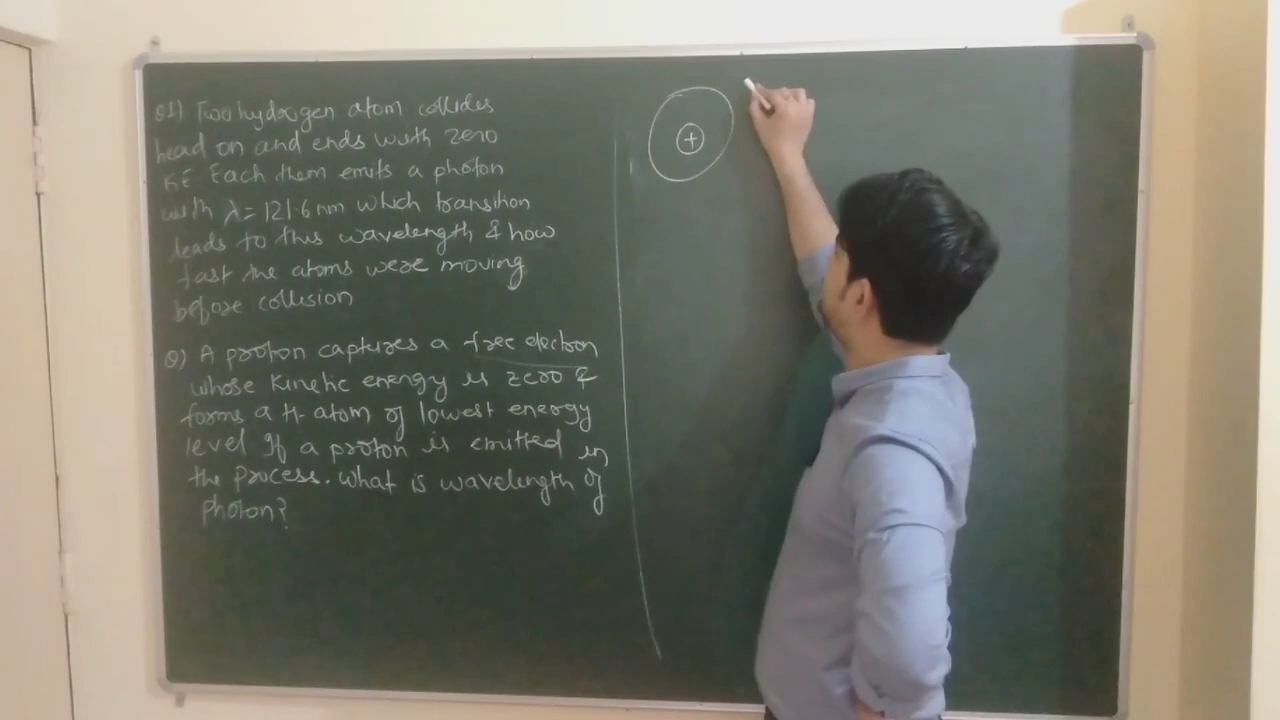 Q1) Two hydrogen atom collides
head on and ends with zero
KE Each them emits a photon
with λ = 121.6 nm which transition
leads to this wavelength & how
fast the atoms were moving
before collision
Q) A proton captures a free electron
whose kinetic energy is zero &
forms a H- atom of lowest energy
level If a proton is emitted in
the process. What is wavelength of
photon?
+